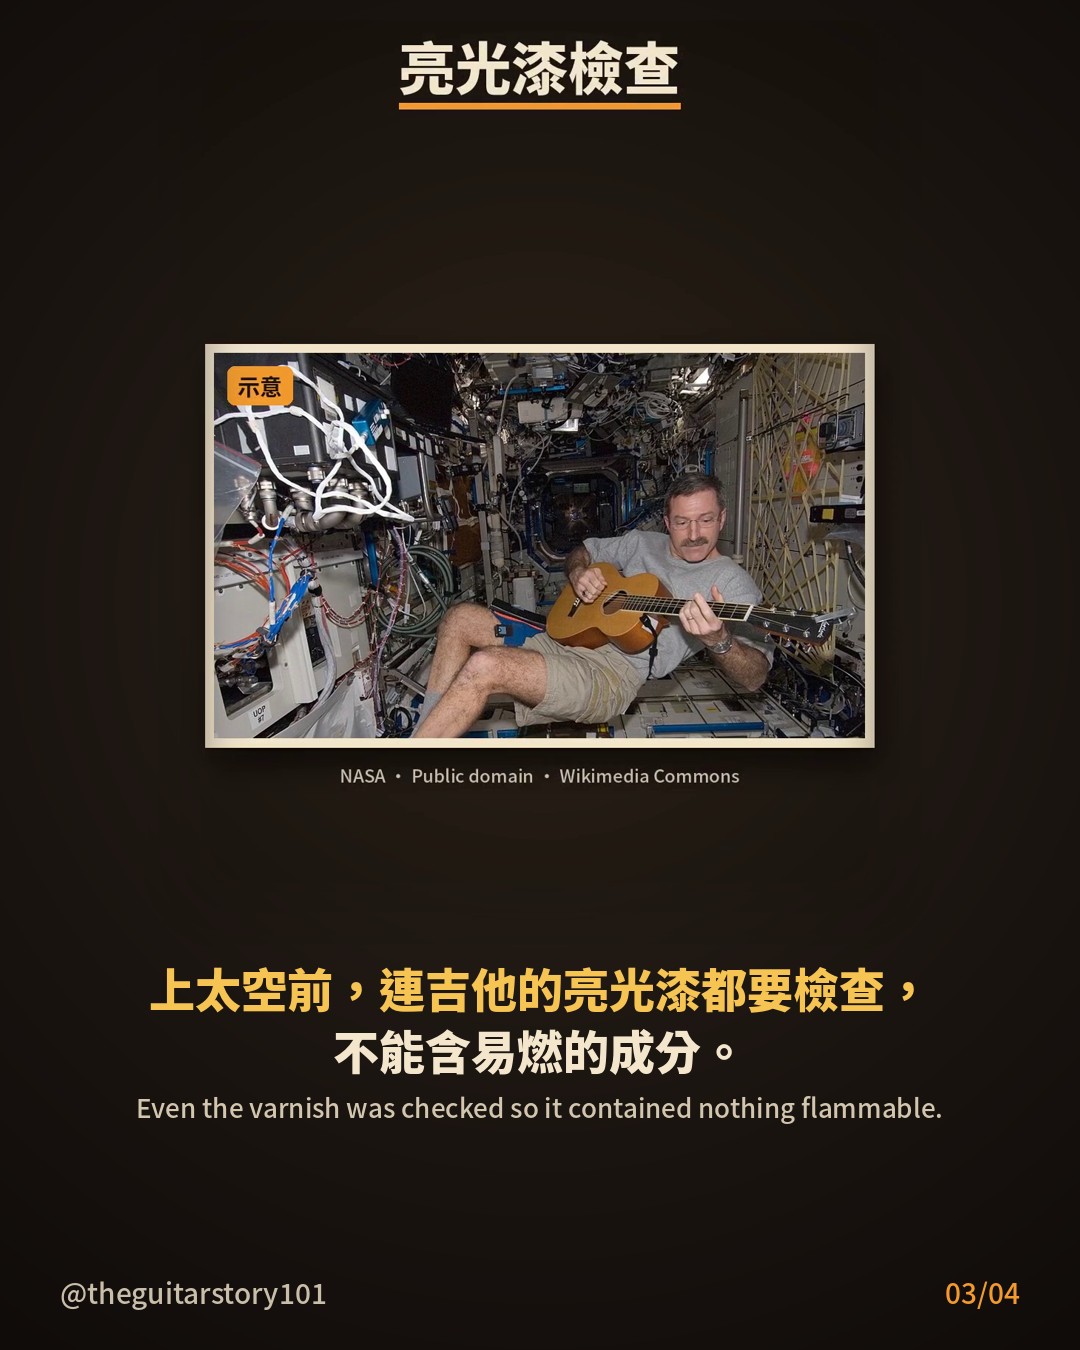 亮光漆檢查
示意
UOP
97
NASA • Public domain • Wikimedia Commons
上太空前，連吉他的亮光漆都要檢查，
不能含易燃的成分。
Even the varnish was checked so it contained nothing flammable.
@theguitarstory101
03/04